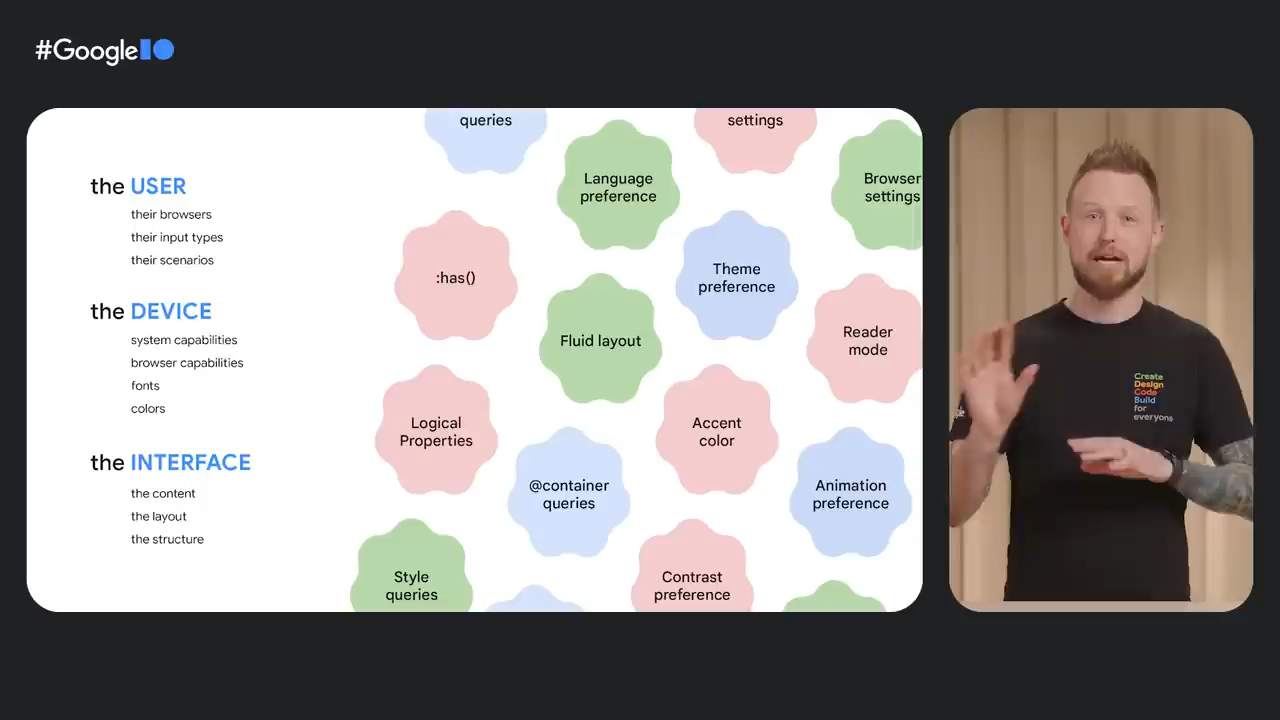 #GoogleIO
the USER
their browsers
their input types
their scenarios
the DEVICE
system capabilities
browser capabilities
fonts
colors
the INTERFACE
the content
the layout
the structure
queries
settings
Language
preference
Browser
settings
:has()
Theme
preference
Fluid layout
Reader
mode
Logical
Properties
Accent
color
@container
queries
Animation
preference
Style
queries
Contrast
preference
Create
Design
Code
Build
for
everyone